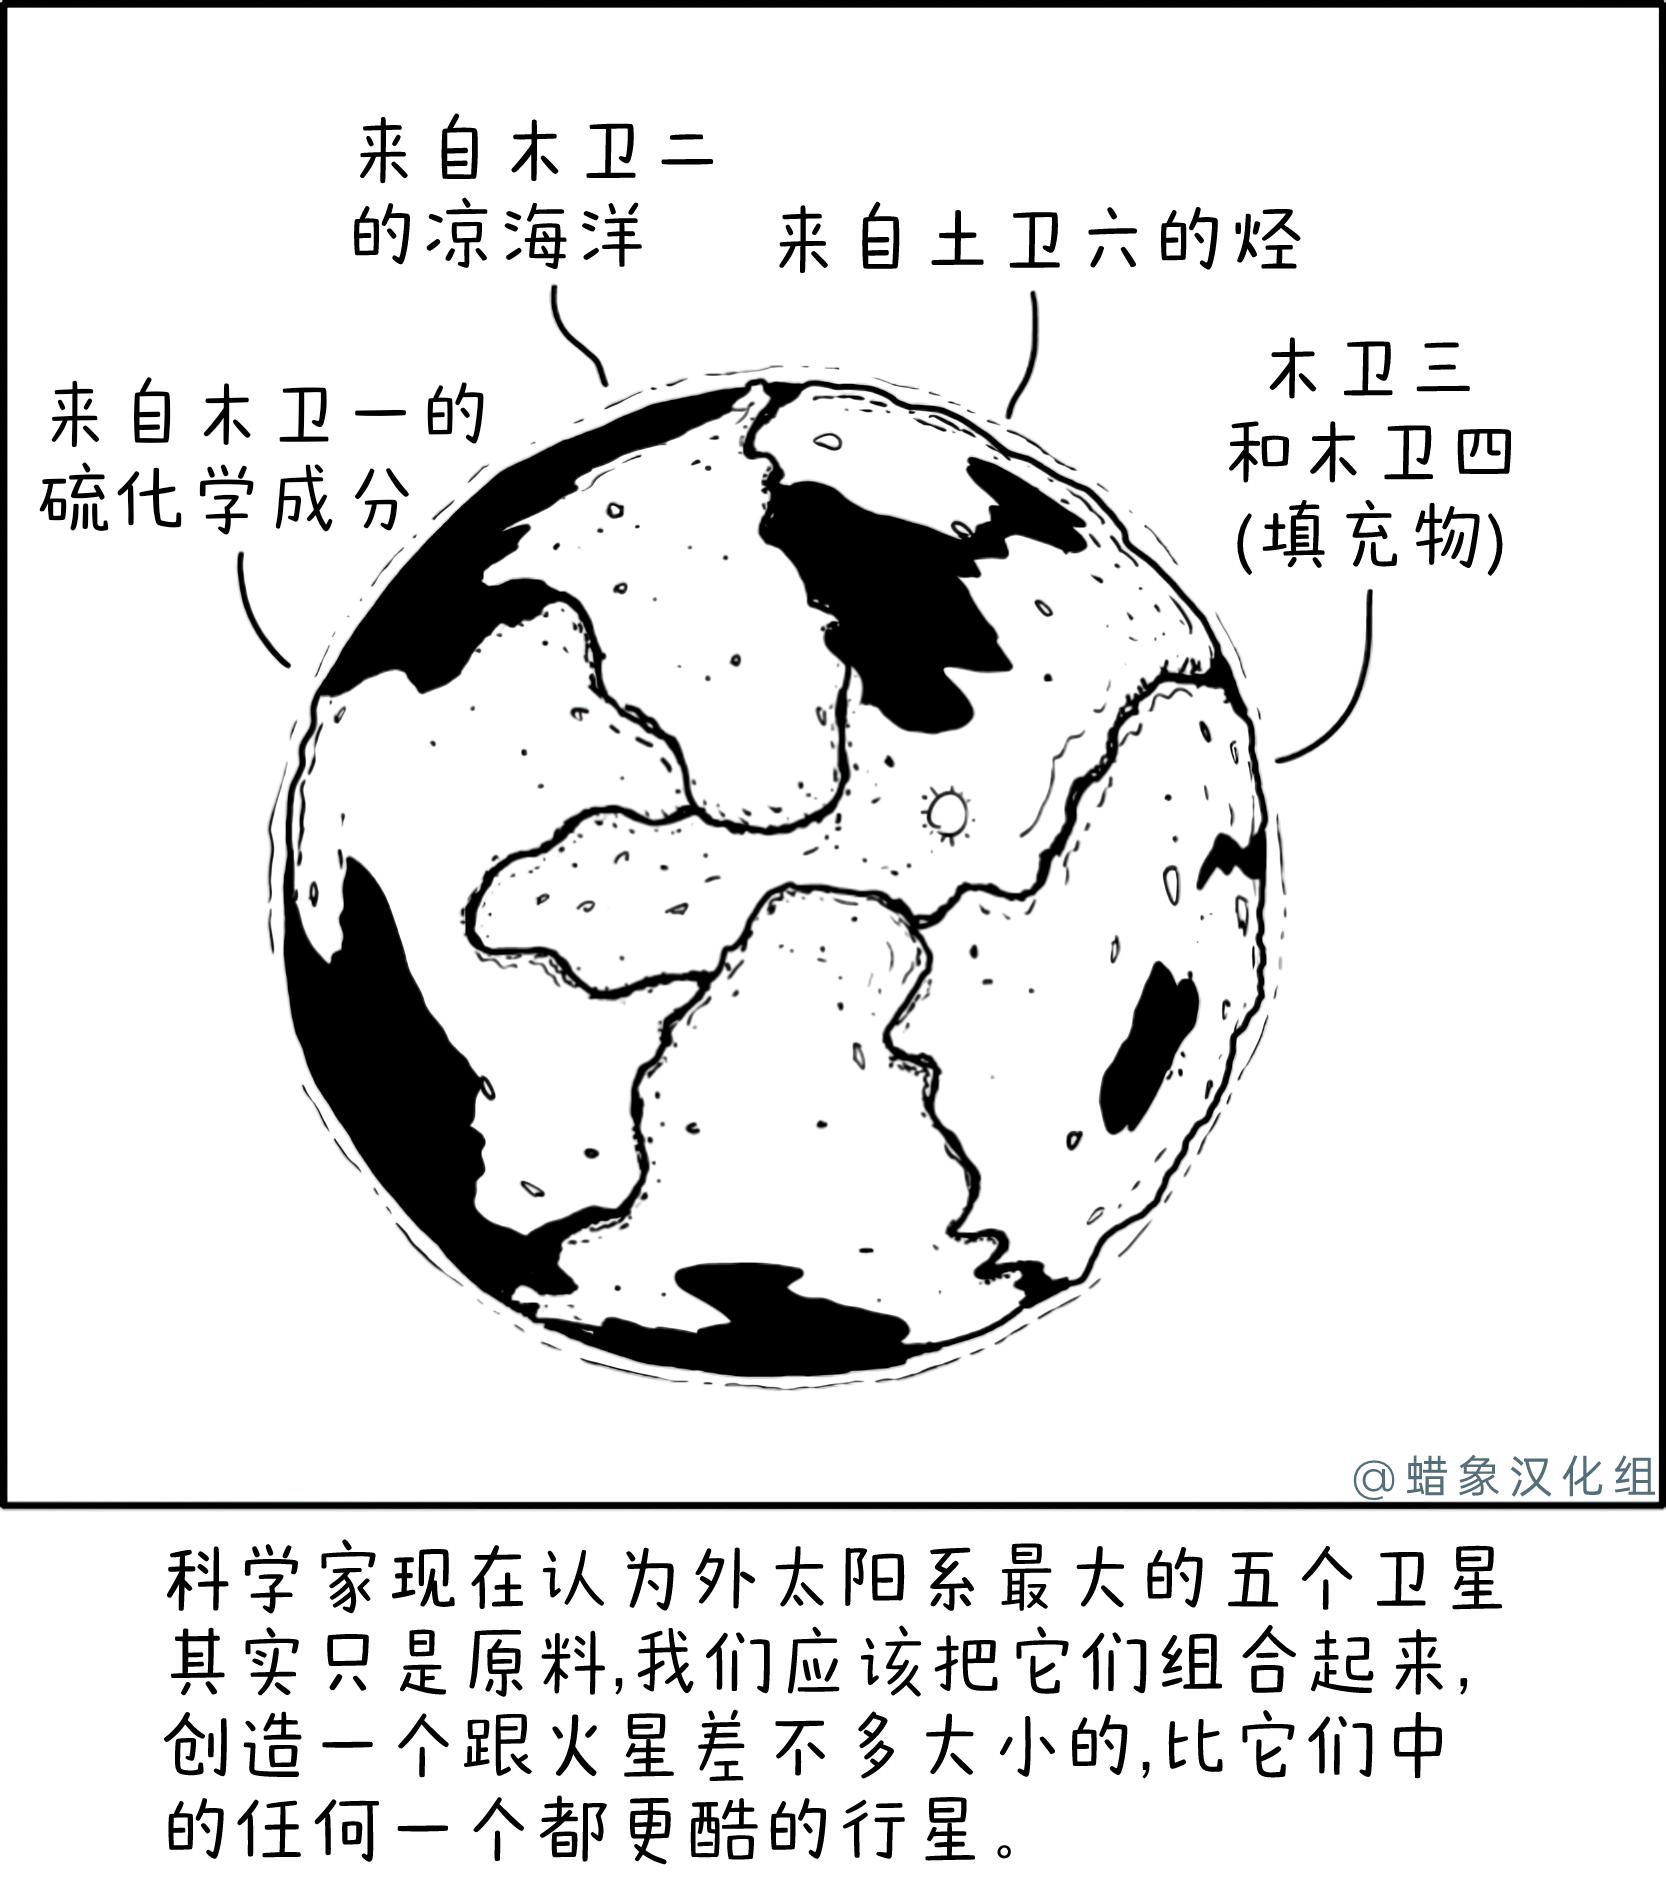 来自木卫二
的凉海洋
来自土卫六的烃
来自木卫一的
硫化学成分
木卫三
和木卫四
(填充物)
@蜡象汉化组
科学家现在认为外太阳系最大的五个卫星
其实只是原料,我们应该把它们组合起来,
创造一个跟火星差不多大小的,比它们中
的任何一个都更酷的行星。